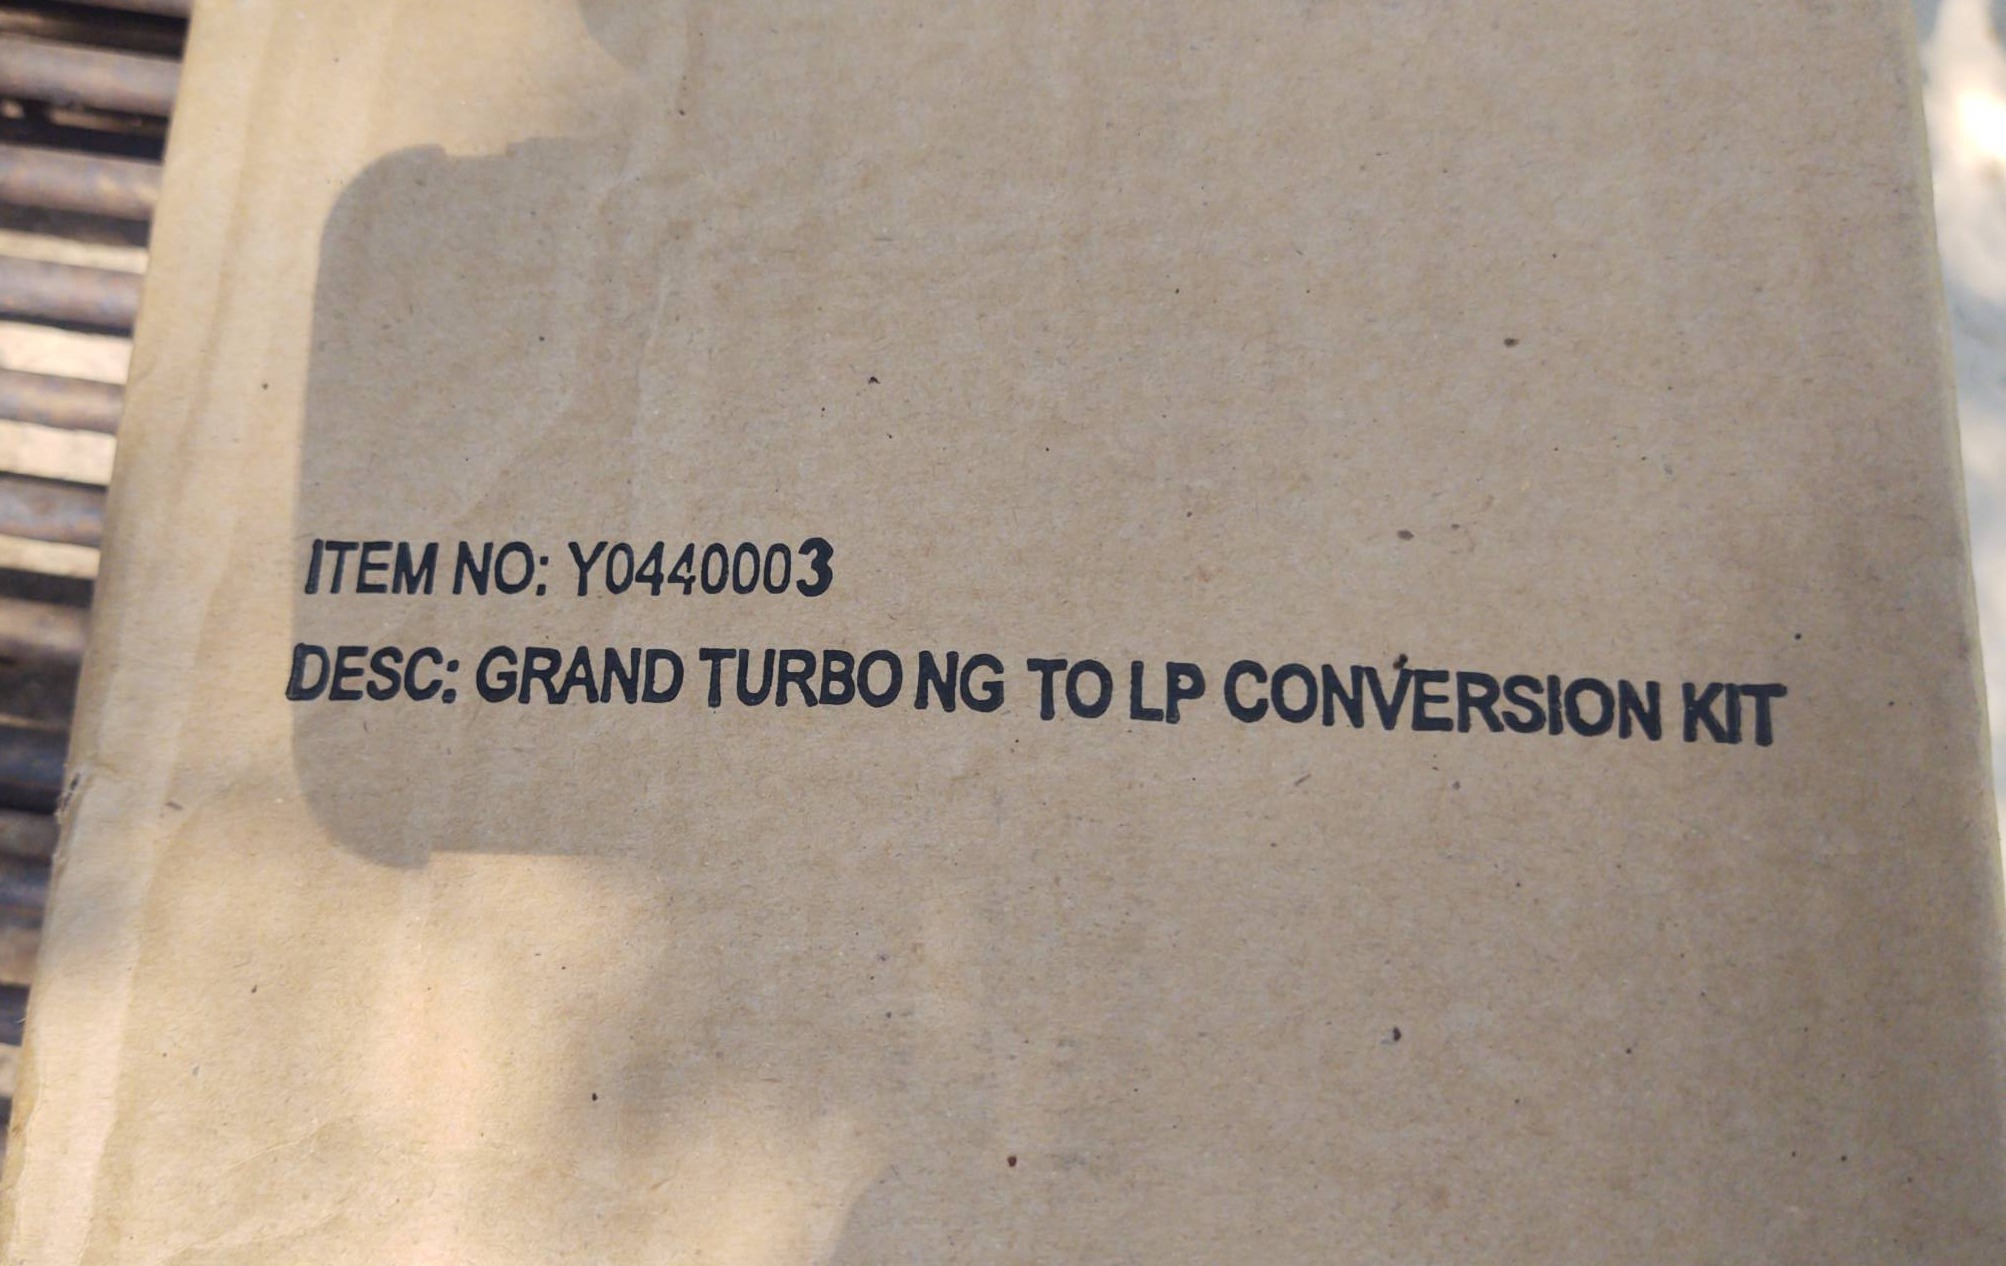 ITEM NO: Y0440003
DESC: GRAND TURBO NG TO LP CONVERSION KIT